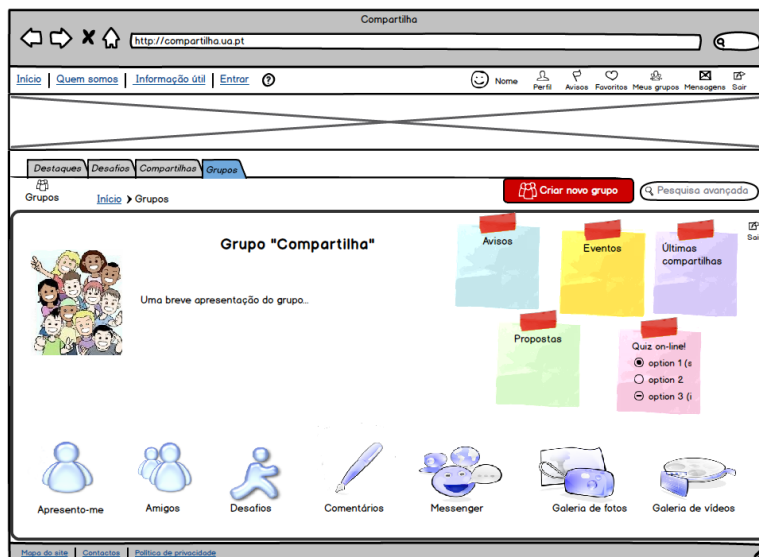 Compartilha
http://compartilha.ua.pt
Início Quem somos Informação útil Entrar ? Nome Perfil Avisos Favoritos Meus grupos Mensagens Sair
Destaques Desafios Compartilhas Grupos
Grupos Início > Grupos Criar novo grupo Pesquisa avançada
Sai
Grupo "Compartilha"
Uma breve apresentação do grupo...
Avisos
Eventos
Últimas
compartilhas
Propostas
Quiz on-line!
option 1 (s
option 2
option 3 (i
Apresento-me Amigos Desafios Comentários Messenger Galeria de fotos Galeria de vídeos
Mapa do site Contactos Política de privacidade